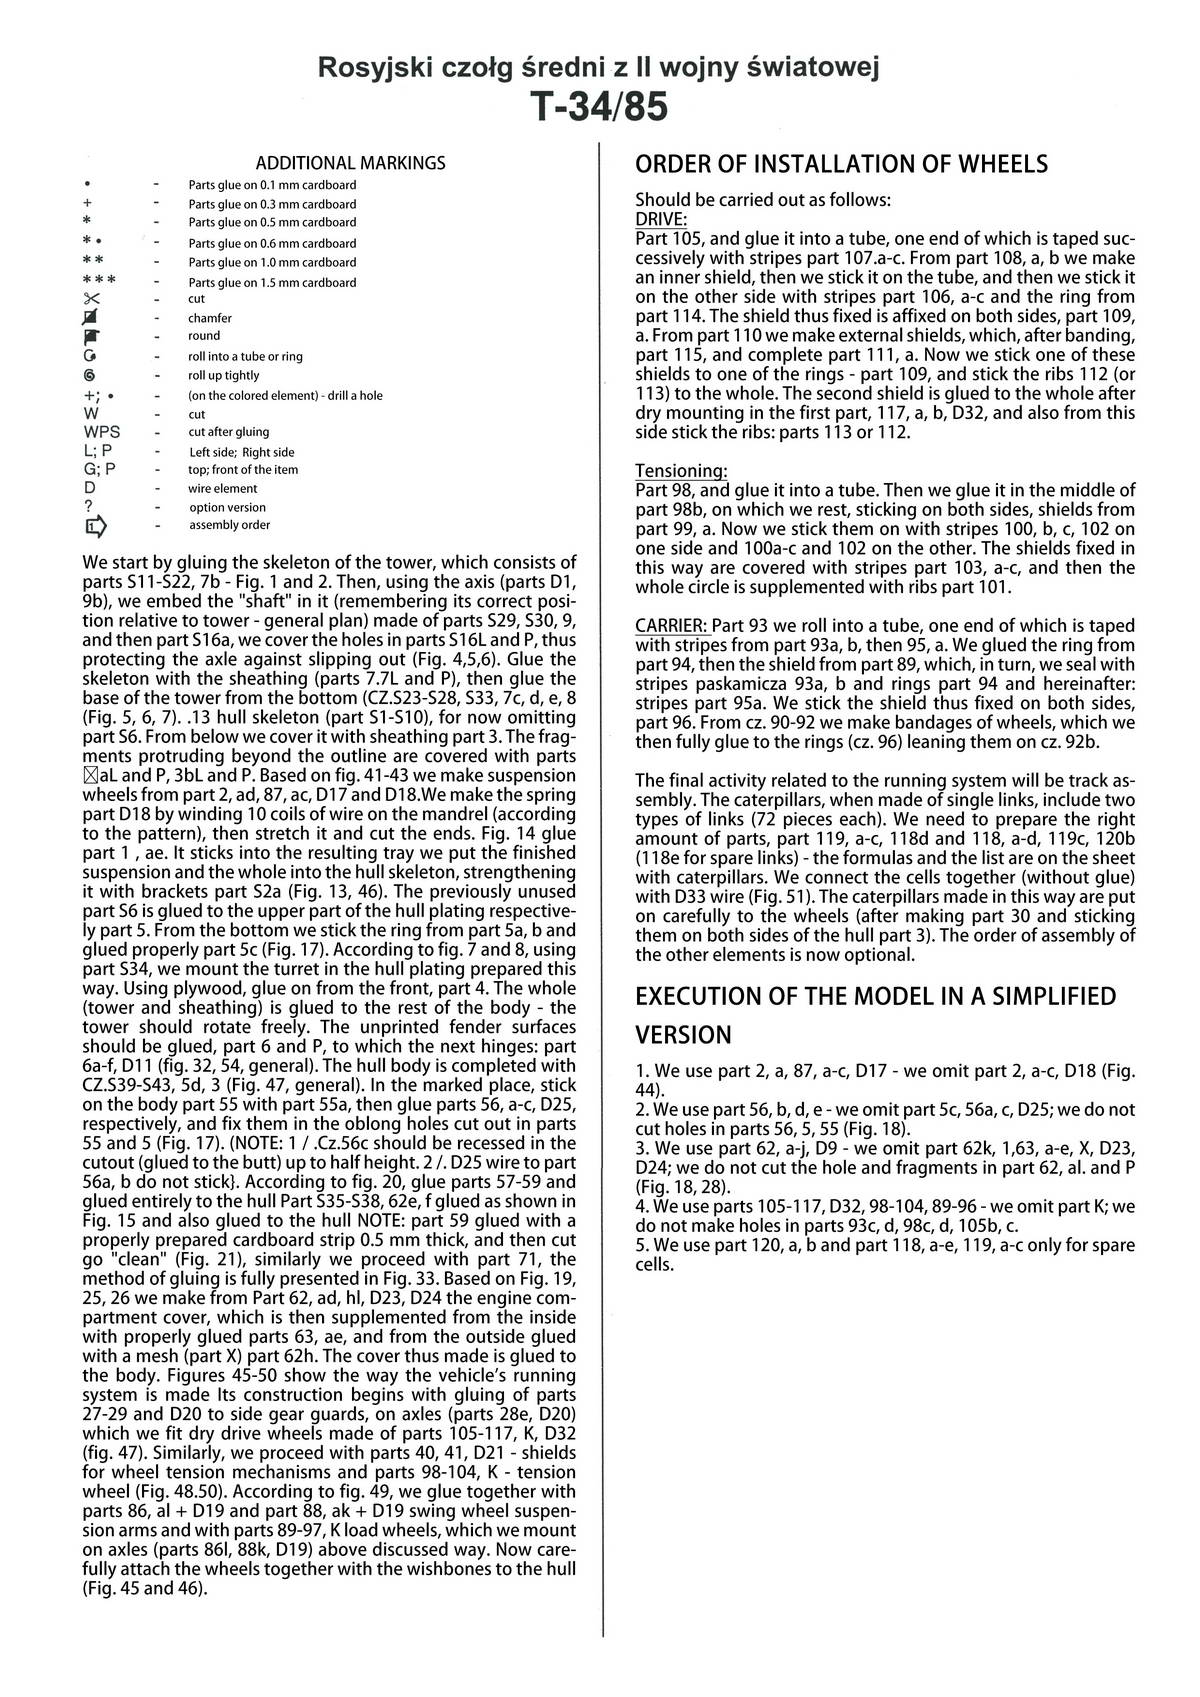 Rosyjski czołg średni z II wojny światowej
T-34/85
ADDITIONAL MARKINGS
• - Parts glue on 0.1 mm cardboard
+ - Parts glue on 0.3 mm cardboard
* - Parts glue on 0.5 mm cardboard
* • - Parts glue on 0.6 mm cardboard
* * - Parts glue on 1.0 mm cardboard
* * * - Parts glue on 1.5 mm cardboard
- cut
- chamfer
- round
- roll into a tube or ring
- roll up tightly
+; • - (on the colored element) - drill a hole
W - cut
WPS - cut after gluing
L; P - Left side; Right side
G; P - top; front of the item
D - wire element
? - option version
1 - assembly order
We start by gluing the skeleton of the tower, which consists of
parts S11-S22, 7b - Fig. 1 and 2. Then, using the axis (parts D1,
9b), we embed the "shaft" in it (remembering its correct posi-
tion relative to tower - general plan) made of parts S29, S30, 9,
and then part S16a, we cover the holes in parts S16L and P, thus
protecting the axle against slipping out (Fig. 4,5,6). Glue the
skeleton with the sheathing (parts 7.7L and P), then glue the
base of the tower from the bottom (CZ.S23-S28, S33, 7c, d, e, 8
(Fig. 5, 6, 7). .13 hull skeleton (part S1-S10), for now omitting
part S6. From below we cover it with sheathing part 3. The frag-
ments protruding beyond the outline are covered with parts
aL and P, 3bL and P. Based on fig. 41-43 we make suspension
wheels from part 2, ad, 87, ac, D17 and D18.We make the spring
part D18 by winding 10 coils of wire on the mandrel (according
to the pattern), then stretch it and cut the ends. Fig. 14 glue
part 1 , ae. It sticks into the resulting tray we put the finished
suspension and the whole into the hull skeleton, strengthening
it with brackets part S2a (Fig. 13, 46). The previously unused
part S6 is glued to the upper part of the hull plating respective-
ly part 5. From the bottom we stick the ring from part 5a, b and
glued properly part 5c (Fig. 17). According to fig. 7 and 8, using
part S34, we mount the turret in the hull plating prepared this
way. Using plywood, glue on from the front, part 4. The whole
(tower and sheathing) is glued to the rest of the body - the
tower should rotate freely. The unprinted fender surfaces
should be glued, part 6 and P, to which the next hinges: part
6a-f, D11 (fig. 32, 54, general). The hull body is completed with
CZ.S39-S43, 5d, 3 (Fig. 47, general). In the marked place, stick
on the body part 55 with part 55a, then glue parts 56, a-c, D25,
respectively, and fix them in the oblong holes cut out in parts
55 and 5 (Fig. 17). (NOTE: 1 / .Cz.56c should be recessed in the
cutout (glued to the butt) up to half height. 2 /. D25 wire to part
56a, b do not stick}. According to fig. 20, glue parts 57-59 and
glued entirely to the hull Part S35-S38, 62e, f glued as shown in
Fig. 15 and also glued to the hull NOTE: part 59 glued with a
properly prepared cardboard strip 0.5 mm thick, and then cut
go "clean" (Fig. 21), similarly we proceed with part 71, the
method of gluing is fully presented in Fig. 33. Based on Fig. 19,
25, 26 we make from Part 62, ad, hl, D23, D24 the engine com-
partment cover, which is then supplemented from the inside
with properly glued parts 63, ae, and from the outside glued
with a mesh (part X) part 62h. The cover thus made is glued to
the body. Figures 45-50 show the way the vehicle's running
system is made Its construction begins with gluing of parts
27-29 and D20 to side gear guards, on axles (parts 28e, D20)
which we fit dry drive wheels made of parts 105-117, K, D32
(fig. 47). Similarly, we proceed with parts 40, 41, D21 - shields
for wheel tension mechanisms and parts 98-104, K - tension
wheel (Fig. 48.50). According to fig. 49, we glue together with
parts 86, al + D19 and part 88, ak + D19 swing wheel suspen-
sion arms and with parts 89-97, K load wheels, which we mount
on axles (parts 86l, 88k, D19) above discussed way. Now care-
fully attach the wheels together with the wishbones to the hull
(Fig. 45 and 46).
ORDER OF INSTALLATION OF WHEELS
Should be carried out as follows:
DRIVE:
Part 105, and glue it into a tube, one end of which is taped suc-
cessively with stripes part 107.a-c. From part 108, a, b we make
an inner shield, then we stick it on the tube, and then we stick it
on the other side with stripes part 106, a-c and the ring from
part 114. The shield thus fixed is affixed on both sides, part 109,
a. From part 110 we make external shields, which, after banding,
part 115, and complete part 111, a. Now we stick one of these
shields to one of the rings - part 109, and stick the ribs 112 (or
113) to the whole. The second shield is glued to the whole after
dry mounting in the first part, 117, a, b, D32, and also from this
side stick the ribs: parts 113 or 112.
Tensioning:
Part 98, and glue it into a tube. Then we glue it in the middle of
part 98b, on which we rest, sticking on both sides, shields from
part 99, a. Now we stick them on with stripes 100, b, c, 102 on
one side and 100a-c and 102 on the other. The shields fixed in
this way are covered with stripes part 103, a-c, and then the
whole circle is supplemented with ribs part 101.
CARRIER: Part 93 we roll into a tube, one end of which is taped
with stripes from part 93a, b, then 95, a. We glued the ring from
part 94, then the shield from part 89, which, in turn, we seal with
stripes paskamicza 93a, b and rings part 94 and hereinafter:
stripes part 95a. We stick the shield thus fixed on both sides,
part 96. From cz. 90-92 we make bandages of wheels, which we
then fully glue to the rings (cz. 96) leaning them on cz. 92b.
The final activity related to the running system will be track as-
sembly. The caterpillars, when made of single links, include two
types of links (72 pieces each). We need to prepare the right
amount of parts, part 119, a-c, 118d and 118, a-d, 119c, 120b
(118e for spare links) - the formulas and the list are on the sheet
with caterpillars. We connect the cells together (without glue)
with D33 wire (Fig. 51). The caterpillars made in this way are put
on carefully to the wheels (after making part 30 and sticking
them on both sides of the hull part 3). The order of assembly of
the other elements is now optional.
EXECUTION OF THE MODEL IN A SIMPLIFIED
VERSION
1. We use part 2, a, 87, a-c, D17 - we omit part 2, a-c, D18 (Fig.
44).
2. We use part 56, b, d, e - we omit part 5c, 56a, c, D25; we do not
cut holes in parts 56, 5, 55 (Fig. 18).
3. We use part 62, a-j, D9 - we omit part 62k, 1,63, a-e, X, D23,
D24; we do not cut the hole and fragments in part 62, al. and P
(Fig. 18, 28).
4. We use parts 105-117, D32, 98-104, 89-96 - we omit part K; we
do not make holes in parts 93c, d, 98c, d, 105b, c.
5. We use part 120, a, b and part 118, a-e, 119, a-c only for spare
cells.